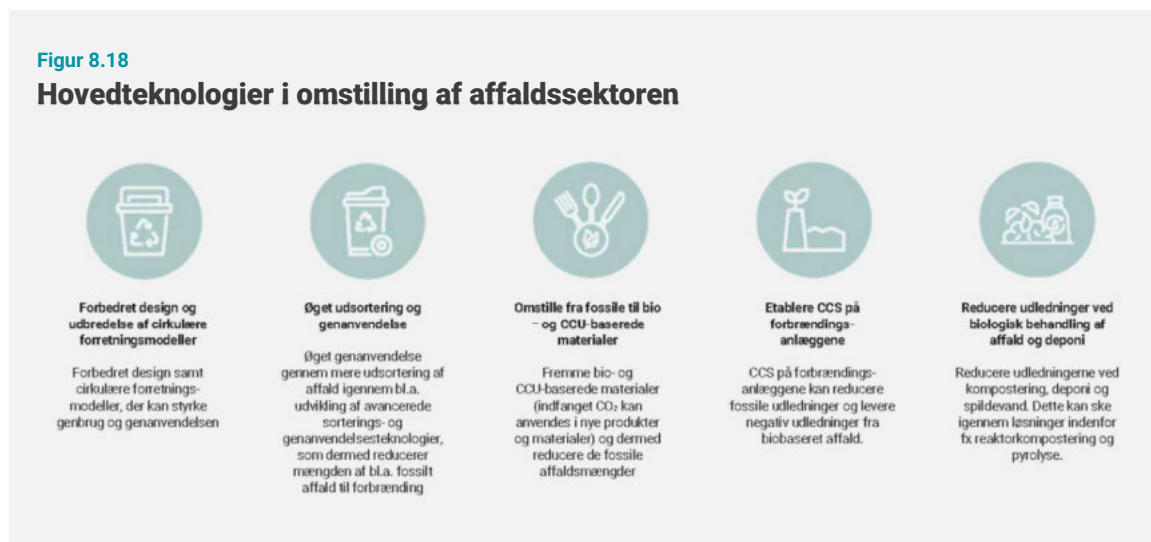 Figur 8.18
Hovedteknologier i omstilling af affaldssektoren
Forbedret design og
udbredelse af cirkulære
forretningsmodeller
Forbedret design samt
cirkulære forretnings-
modeller, der kan styrke
genbrug og genanvendelsen
Øget udsortering og
genanvendelse
Øget genanvendelse
gennem mere udsortering af
affald igennem bl.a.
udvikling af avancerede
sorterings- og
genanvendelsesteknologier,
som dermed reducerer
mængden af bl.a. fossilt
affald til forbrænding
Omstille fra fossile til bio
– og CCU-baserede
materialer
Fremme bio- og
CCU-baserede materialer
(indfanget CO₂ kan
anvendes i nye produkter
og materialer) og dermed
reducere de fossile
affaldsmængder
Etablere CCS på
forbrændings-
anlæggene
CCS på forbrændings-
anlæggene kan reducere
fossile udledninger og levere
negativ udledninger fra
biobaseret affald.
Reducere udledninger ved
biologisk behandling af
affald og deponi
Reducere udledningerne ved
kompostering, deponi og
spildevand. Dette kan ske
igennem løsninger indenfor
fx reaktorkompostering og
pyrolyse.